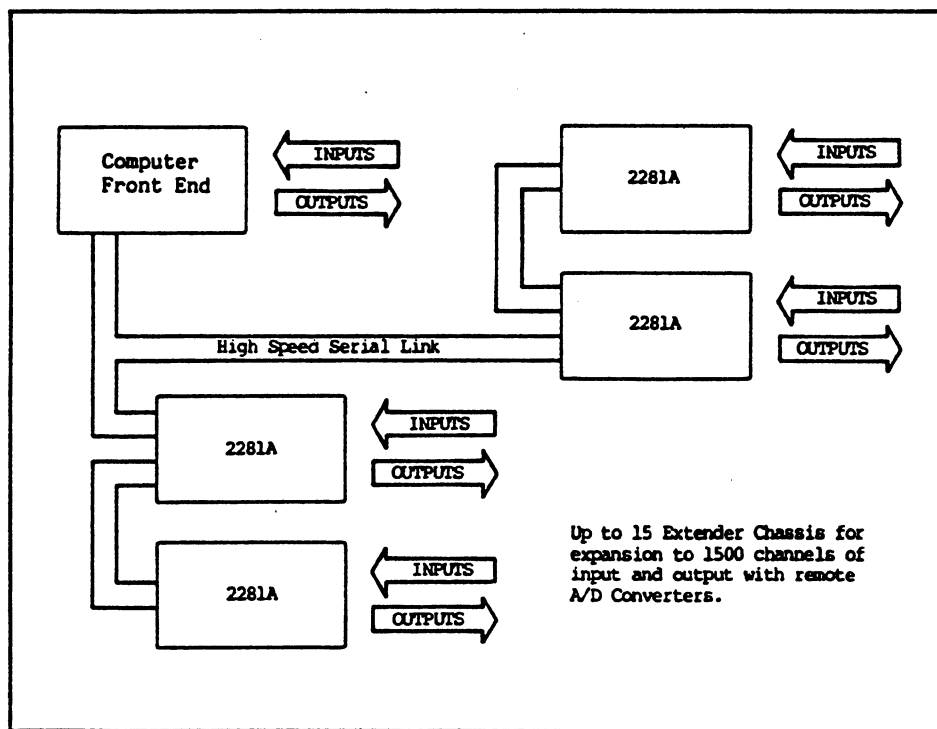 Computer
Front End
INPUTS
OUTPUTS
2281A
INPUTS
OUTPUTS
2281A
INPUTS
OUTPUTS
High Speed Serial Link
2281A
INPUTS
OUTPUTS
2281A
INPUTS
OUTPUTS
Up to 15 Extender Chassis for
expansion to 1500 channels of
input and output with remote
A/D Converters.